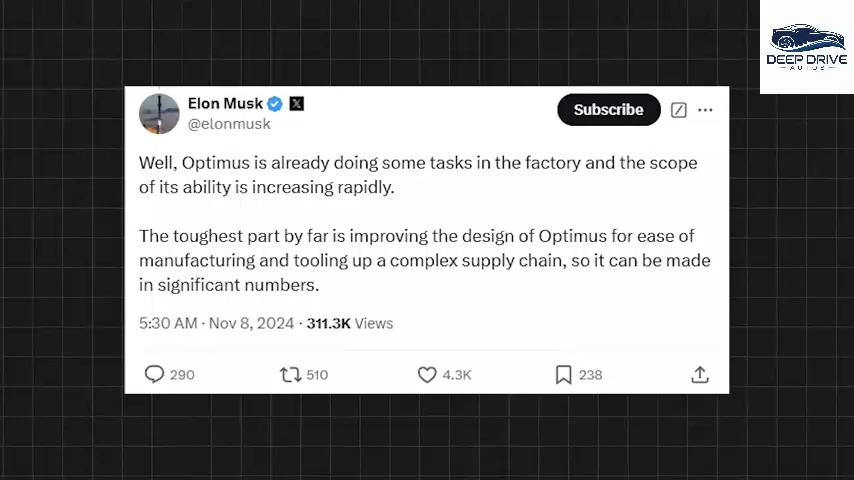 DEEP DRIVE
AUTOS
Elon Musk
@elonmusk
Subscribe
Well, Optimus is already doing some tasks in the factory and the scope
of its ability is increasing rapidly.
The toughest part by far is improving the design of Optimus for ease of
manufacturing and tooling up a complex supply chain, so it can be made
in significant numbers.
5:30 AM · Nov 8, 2024 · 311.3K Views
290 510 4.3K 238